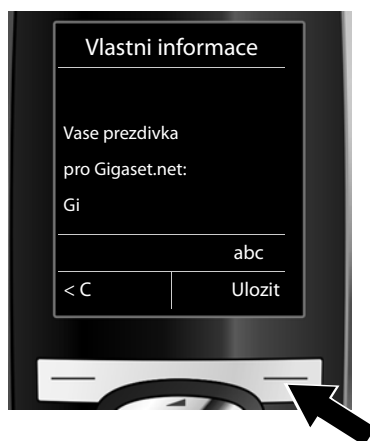 Vlastni informace
Vase prezdivka
pro Gigaset.net:
Gi
abc
< C Ulozit